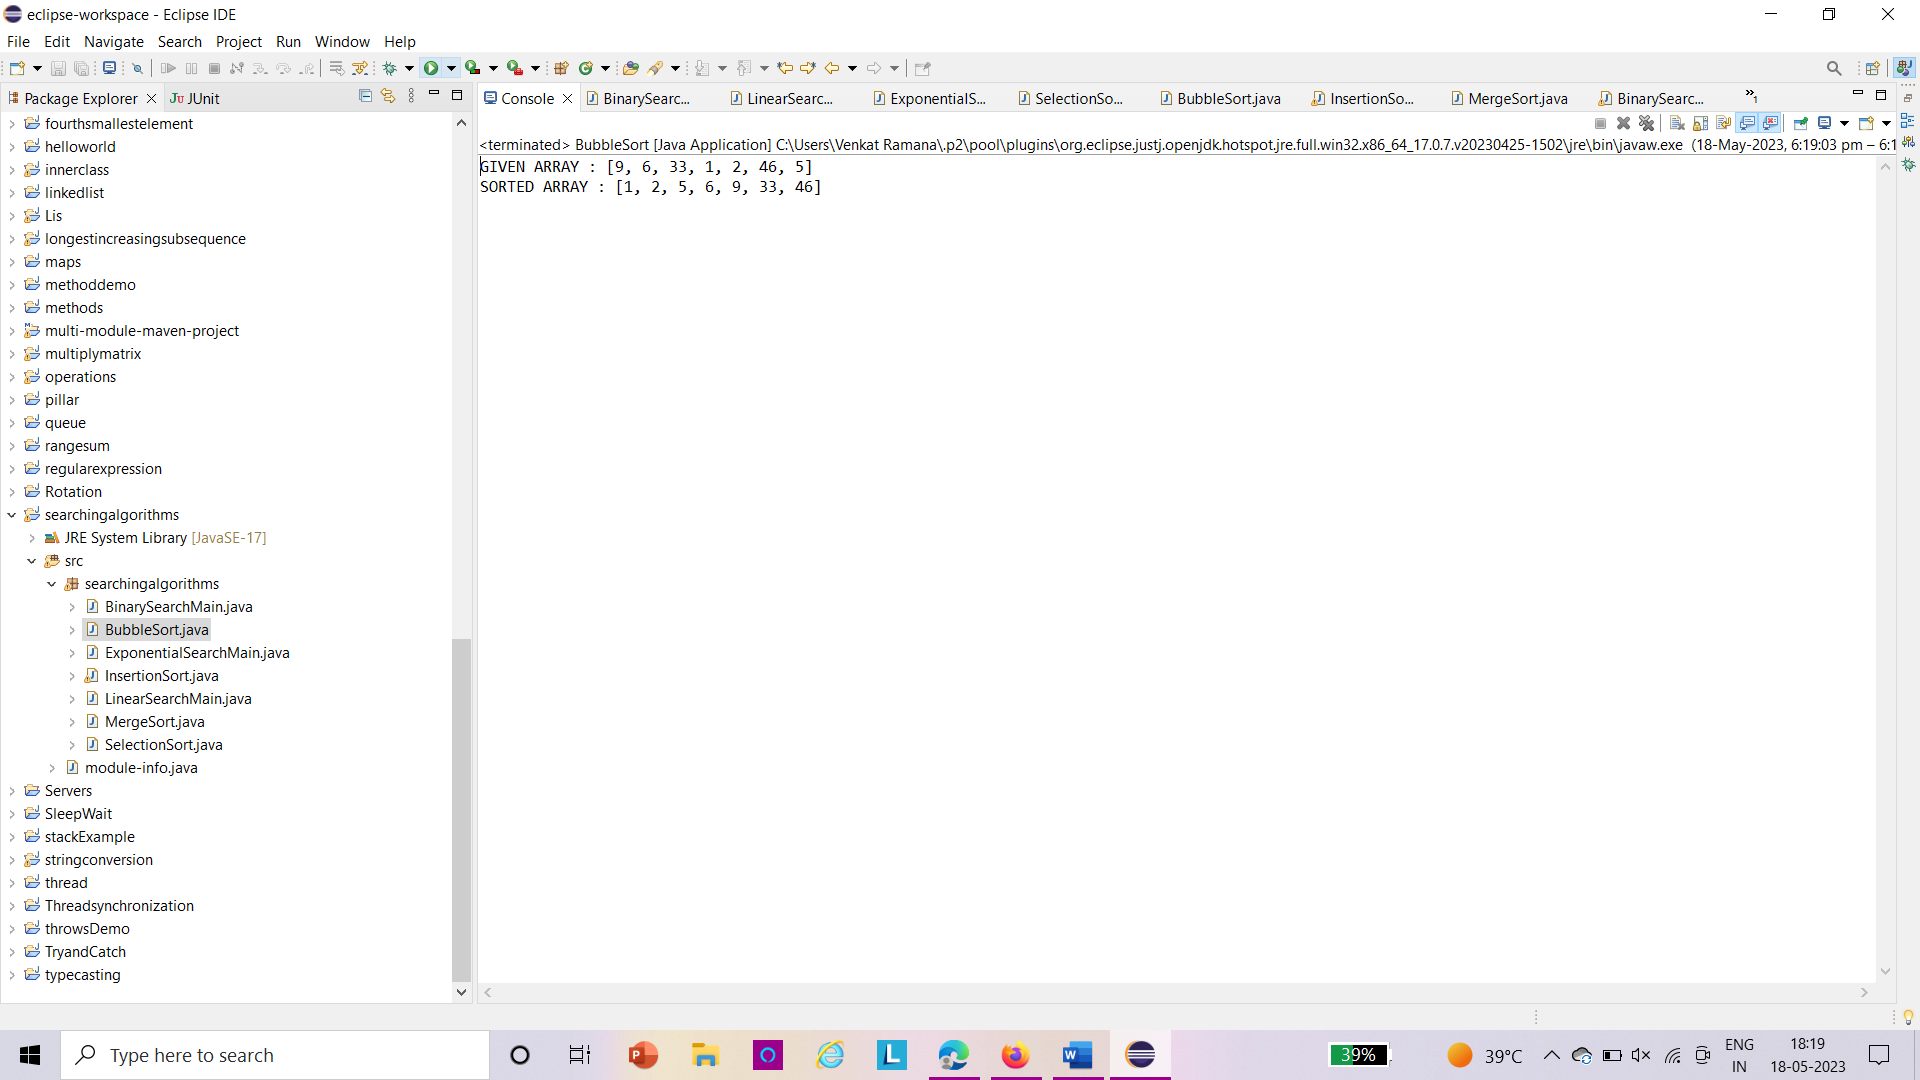 eclipse-workspace - Eclipse IDE
File Edit Navigate Search Project Run Window Help
Package Explorer
JUnit
Console
BinarySearc...
LinearSearc...
ExponentialS...
SelectionSo...
BubbleSort.java
InsertionSo...
MergeSort.java
BinarySearc...
»1
<terminated> BubbleSort [Java Application] C:\Users\Venkat Ramana\.p2\pool\plugins\org.eclipse.justj.openjdk.hotspot.jre.full.win32.x86_64_17.0.7.v20230425-1502\jre\bin\javaw.exe (18-May-2023, 6:19:03 pm – 6:1
GIVEN ARRAY : [9, 6, 33, 1, 2, 46, 5]
SORTED ARRAY : [1, 2, 5, 6, 9, 33, 46]
fourthsmallestelement
helloworld
innerclass
linkedlist
Lis
longestincreasingsubsequence
maps
methoddemo
methods
multi-module-maven-project
multiplymatrix
operations
pillar
queue
rangesum
regularexpression
Rotation
searchingalgorithms
JRE System Library [JavaSE-17]
src
searchingalgorithms
BinarySearchMain.java
BubbleSort.java
ExponentialSearchMain.java
InsertionSort.java
LinearSearchMain.java
MergeSort.java
SelectionSort.java
module-info.java
Servers
SleepWait
stackExample
stringconversion
thread
Threadsynchronization
throwsDemo
TryandCatch
typecasting
Type here to search
39%
39°C
ENG
IN
18:19
18-05-2023